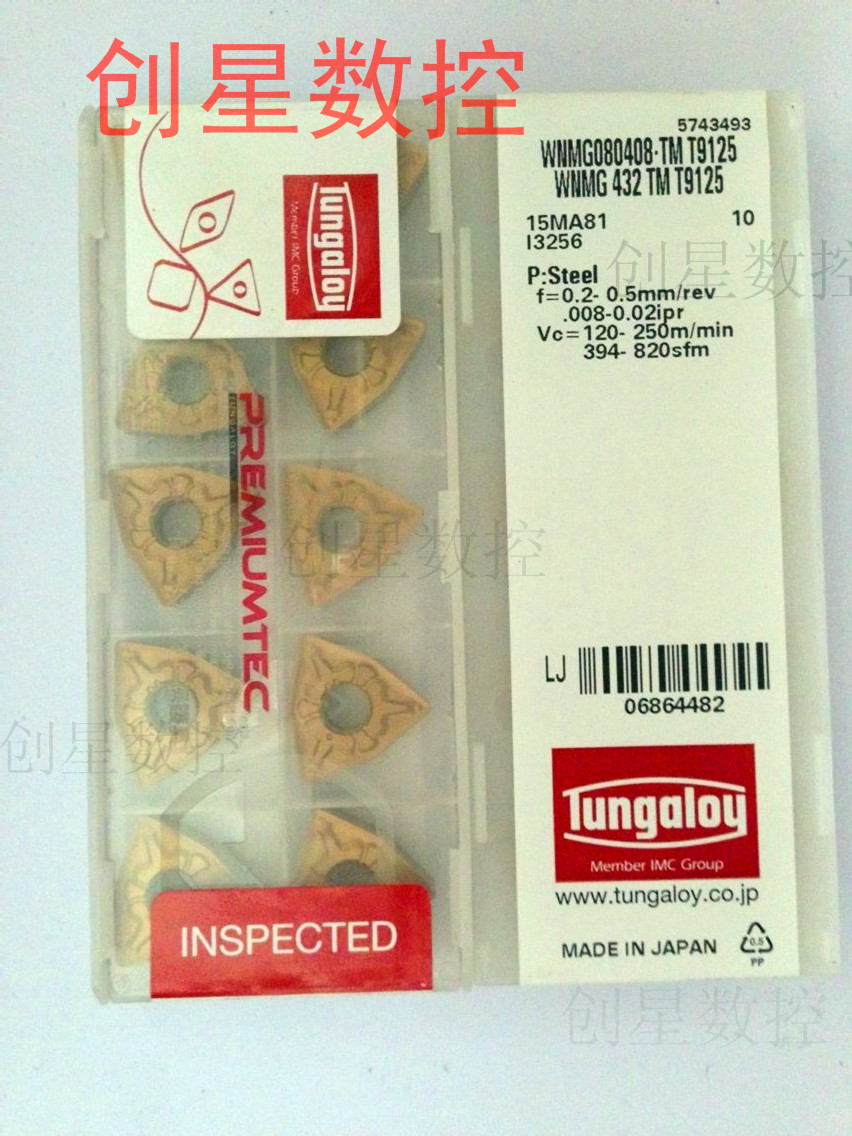 创星数控
Tungaloy
Member IMC Group
PREMIUMTEC
TUNGALOY
INSPECTED
5743493
WNMG080408-TM T9125
WNMG 432 TM T9125
15MA81 10
I3256
P:Steel
f=0.2- 0.5mm/rev
.008-0.02ipr
Vc=120- 250m/min
394- 820sfm
LJ
06864482
Tungaloy
Member IMC Group
www.tungaloy.co.jp
MADE IN JAPAN
0.5
PP
创星数控
创星数控
创星数控
创星数控